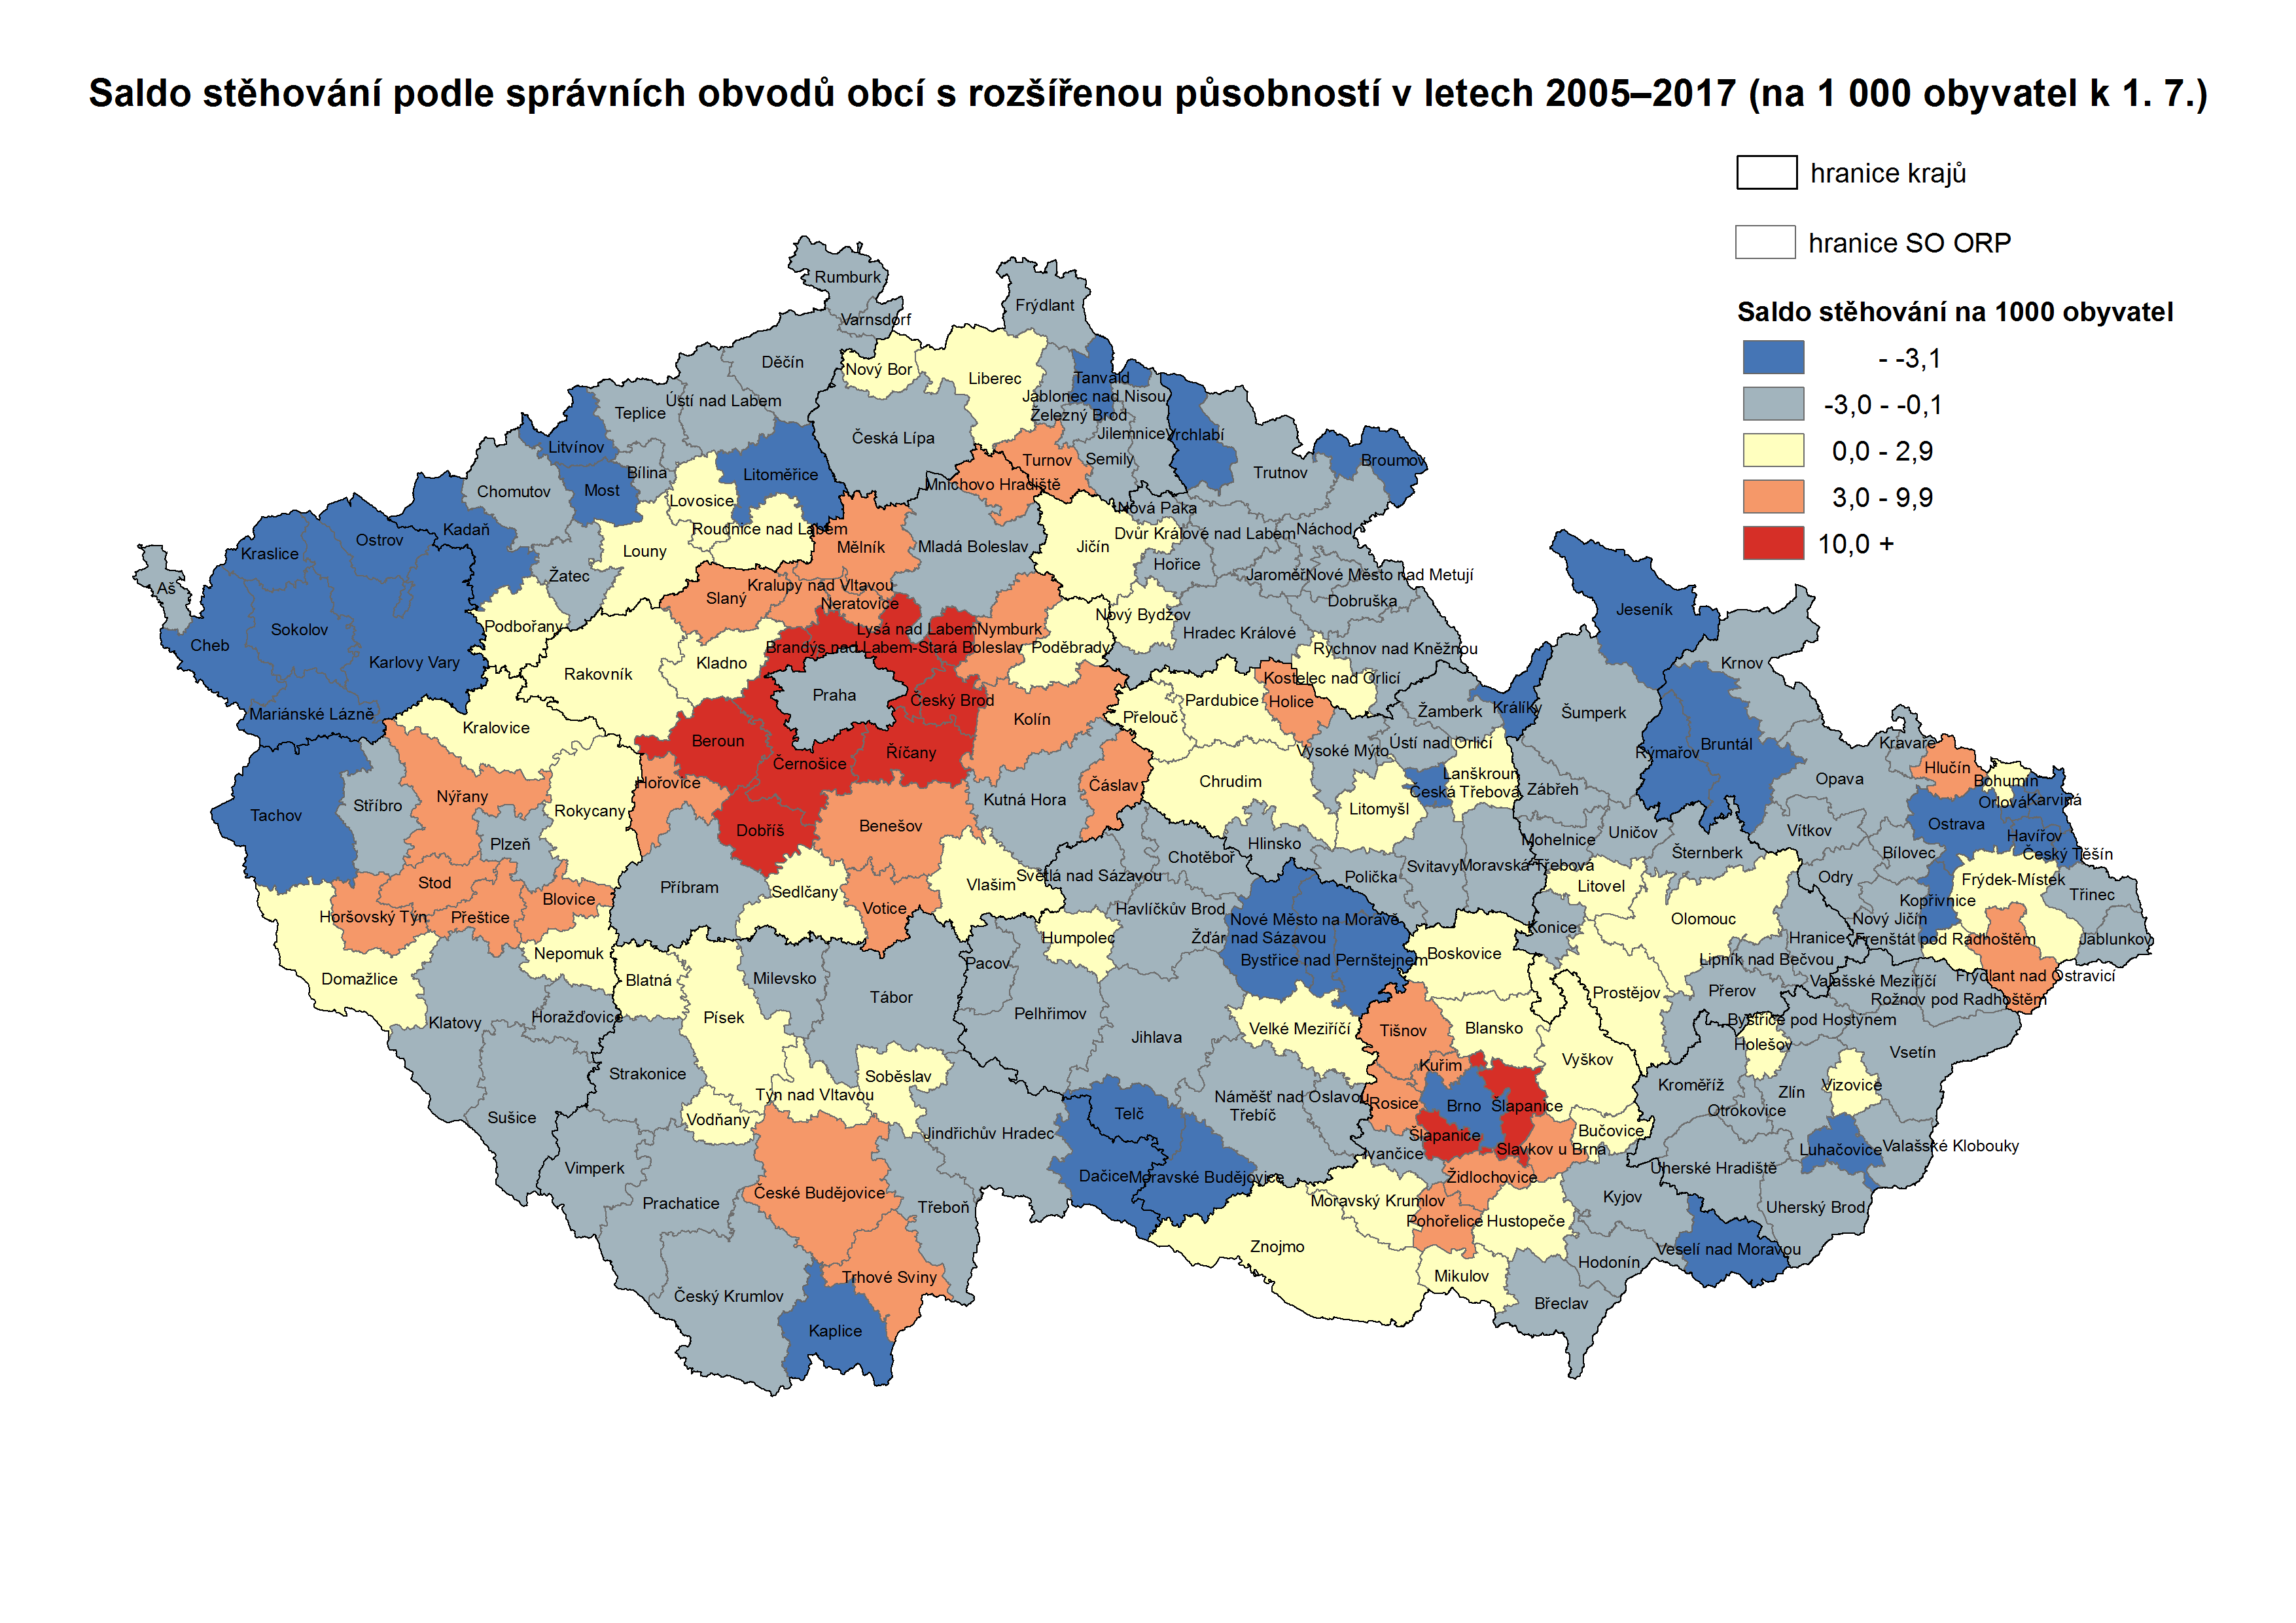 Saldo stěhování podle správních obvodů obcí s rozšířenou působností v letech 2005–2017 (na 1 000 obyvatel k 1. 7.)
hranice krajů
hranice SO ORP
Saldo stěhování na 1000 obyvatel
- -3,1
-3,0 - -0,1
0,0 - 2,9
3,0 - 9,9
10,0 +
Rumburk
Frýdlant
Varnsdorf
Děčín
Nový Bor
Liberec
Tanvald
Jablonec nad Nisou
Ústí nad Labem
Teplice
Železný Brod
Jilemnice
Vrchlabí
Česká Lípa
Litvínov
Semily
Turnov
Broumov
Bílina
Litoměřice
Trutnov
Mnichovo Hradiště
Chomutov
Most
Lovosice
Nová Paka
Kadaň
Roudnice nad Labem
Náchod
Dvůr Králové nad Labem
Ostrov
Mělník
Mladá Boleslav
Jičín
Kraslice
Louny
Hořice
Žatec
Jaroměř
Nové Město nad Metují
Aš
Kralupy nad Vltavou
Slaný
Neratovice
Dobruška
Jeseník
Nový Bydžov
Podbořany
Sokolov
Lysá nad Labem
Nymburk
Hradec Králové
Cheb
Brandýs nad Labem-Stará Boleslav
Poděbrady
Rychnov nad Kněžnou
Karlovy Vary
Kladno
Krnov
Rakovník
Kostelec nad Orlicí
Praha
Český Brod
Pardubice
Holice
Králíky
Mariánské Lázně
Přelouč
Žamberk
Šumperk
Kolín
Kralovice
Beroun
Ústí nad Orlicí
Bruntál
Kravaře
Říčany
Vysoké Mýto
Rýmařov
Černošice
Hlučín
Lanškroun
Opava
Bohumín
Hořovice
Čáslav
Chrudim
Česká Třebová
Zábřeh
Nýřany
Kutná Hora
Orlová
Karviná
Stříbro
Litomyšl
Rokycany
Tachov
Benešov
Ostrava
Dobříš
Vítkov
Uničov
Havířov
Mohelnice
Plzeň
Hlinsko
Šternberk
Bílovec
Český Těšín
Chotěboř
Svitavy
Moravská Třebová
Světlá nad Sázavou
Polička
Odry
Stod
Vlašim
Litovel
Frýdek-Místek
Příbram
Sedlčany
Třinec
Blovice
Kopřivnice
Votice
Havlíčkův Brod
Horšovský Týn
Přeštice
Nové Město na Moravě
Olomouc
Nový Jičín
Konice
Humpolec
Žďár nad Sázavou
Hranice
Frenštát pod Radhoštěm
Jablunkov
Nepomuk
Boskovice
Bystřice nad Pernštejnem
Lipník nad Bečvou
Pacov
Domažlice
Blatná
Milevsko
Frýdlant nad Ostravicí
Valašské Meziříčí
Prostějov
Přerov
Tábor
Rožnov pod Radhoštěm
Pelhřimov
Písek
Horažďovice
Bystřice pod Hostýnem
Klatovy
Velké Meziříčí
Tišnov
Blansko
Jihlava
Holešov
Vsetín
Vyškov
Kuřim
Strakonice
Soběslav
Kroměříž
Vizovice
Zlín
Týn nad Vltavou
Náměšť nad Oslavou
Rosice
Brno
Šlapanice
Otrokovice
Telč
Třebíč
Sušice
Vodňany
Bučovice
Jindřichův Hradec
Šlapanice
Valašské Klobouky
Slavkov u Brna
Luhačovice
Ivančice
Vimperk
Uherské Hradiště
Dačice
Moravské Budějovice
Židlochovice
České Budějovice
Kyjov
Prachatice
Moravský Krumlov
Třeboň
Uherský Brod
Pohořelice
Hustopeče
Znojmo
Veselí nad Moravou
Hodonín
Trhové Sviny
Mikulov
Český Krumlov
Břeclav
Kaplice